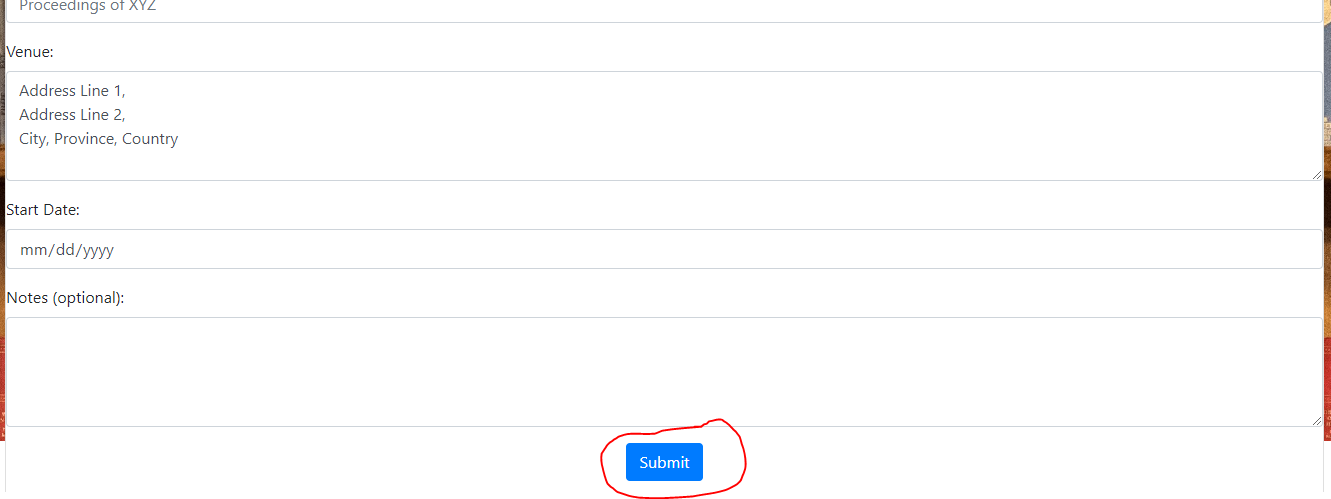 Proceedings of XYZ
Venue:
Address Line 1,
Address Line 2,
City, Province, Country
Start Date:
mm/dd/yyyy
Notes (optional):
Submit